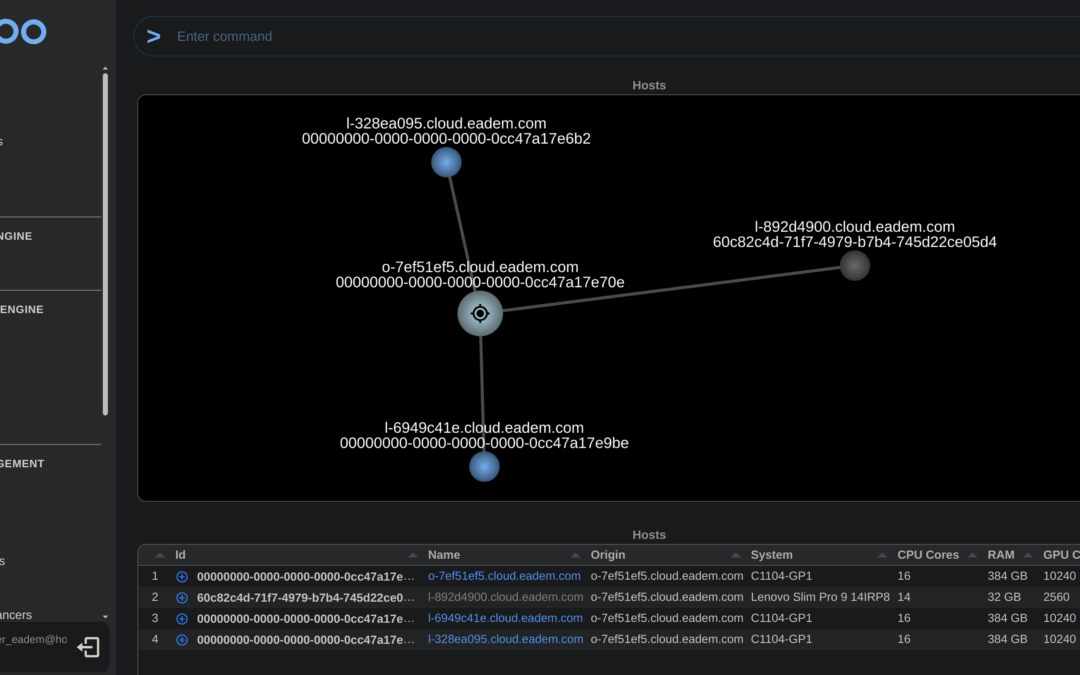 > Enter command
Hosts
l-328ea095.cloud.eadem.com
00000000-0000-0000-0000-0cc47a17e6b2
l-892d4900.cloud.eadem.com
60c82c4d-71f7-4979-b7b4-745d22ce05d4
o-7ef51ef5.cloud.eadem.com
00000000-0000-0000-0000-0cc47a17e70e
l-6949c41e.cloud.eadem.com
00000000-0000-0000-0000-0cc47a17e9be
s
NGINE
ENGINE
GEMENT
s
ancers
er_eadem@ho
Hosts
Id Name Origin System CPU Cores RAM GPU C
1 00000000-0000-0000-0000-0cc47a17e... o-7ef51ef5.cloud.eadem.com o-7ef51ef5.cloud.eadem.com C1104-GP1 16 384 GB 10240
2 60c82c4d-71f7-4979-b7b4-745d22ce0... l-892d4900.cloud.eadem.com o-7ef51ef5.cloud.eadem.com Lenovo Slim Pro 9 14IRP8 14 32 GB 2560
3 00000000-0000-0000-0000-0cc47a17e... l-6949c41e.cloud.eadem.com o-7ef51ef5.cloud.eadem.com C1104-GP1 16 384 GB 10240
4 00000000-0000-0000-0000-0cc47a17e... l-328ea095.cloud.eadem.com o-7ef51ef5.cloud.eadem.com C1104-GP1 16 384 GB 10240